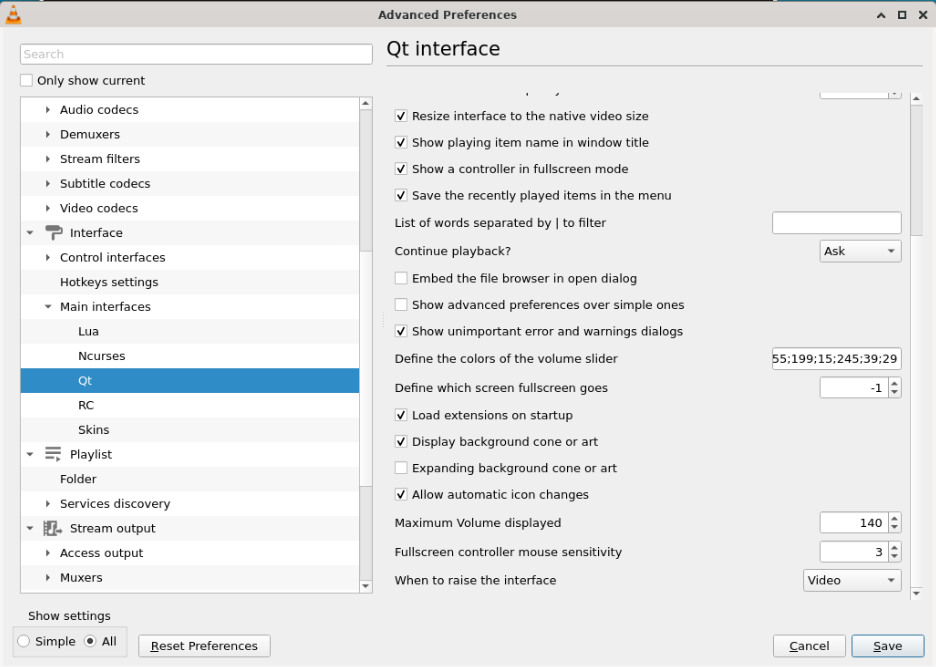 Advanced Preferences
Search
Only show current
Audio codecs
Demuxers
Stream filters
Subtitle codecs
Video codecs
Interface
Control interfaces
Hotkeys settings
Main interfaces
Lua
Ncurses
Qt
RC
Skins
Playlist
Folder
Services discovery
Stream output
Access output
Muxers
Show settings
Simple
All
Reset Preferences
Qt interface
Resize interface to the native video size
Show playing item name in window title
Show a controller in fullscreen mode
Save the recently played items in the menu
List of words separated by | to filter
Continue playback? Ask
Embed the file browser in open dialog
Show advanced preferences over simple ones
Show unimportant error and warnings dialogs
Define the colors of the volume slider 55;199;15;245;39;29
Define which screen fullscreen goes -1
Load extensions on startup
Display background cone or art
Expanding background cone or art
Allow automatic icon changes
Maximum Volume displayed 140
Fullscreen controller mouse sensitivity 3
When to raise the interface Video
Cancel
Save